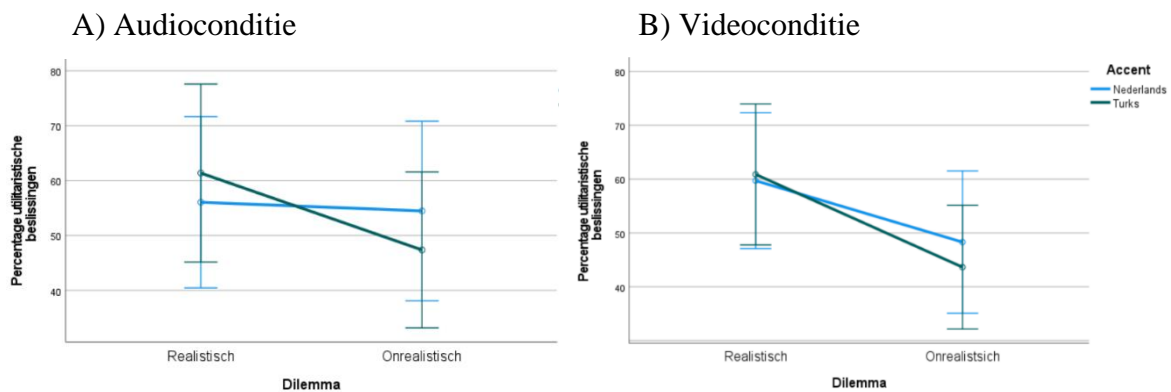 A) Audioconditie
B) Videoconditie
80
70
60
50
40
Percentage utilitaristische
beslissingen
Realistisch
Onrealistisch
Dilemma
80
70
60
50
40
Percentage utilitaristische
beslissingen
Realistisch
Onrealistsich
Dilemma
Accent
Nederlands
Turks